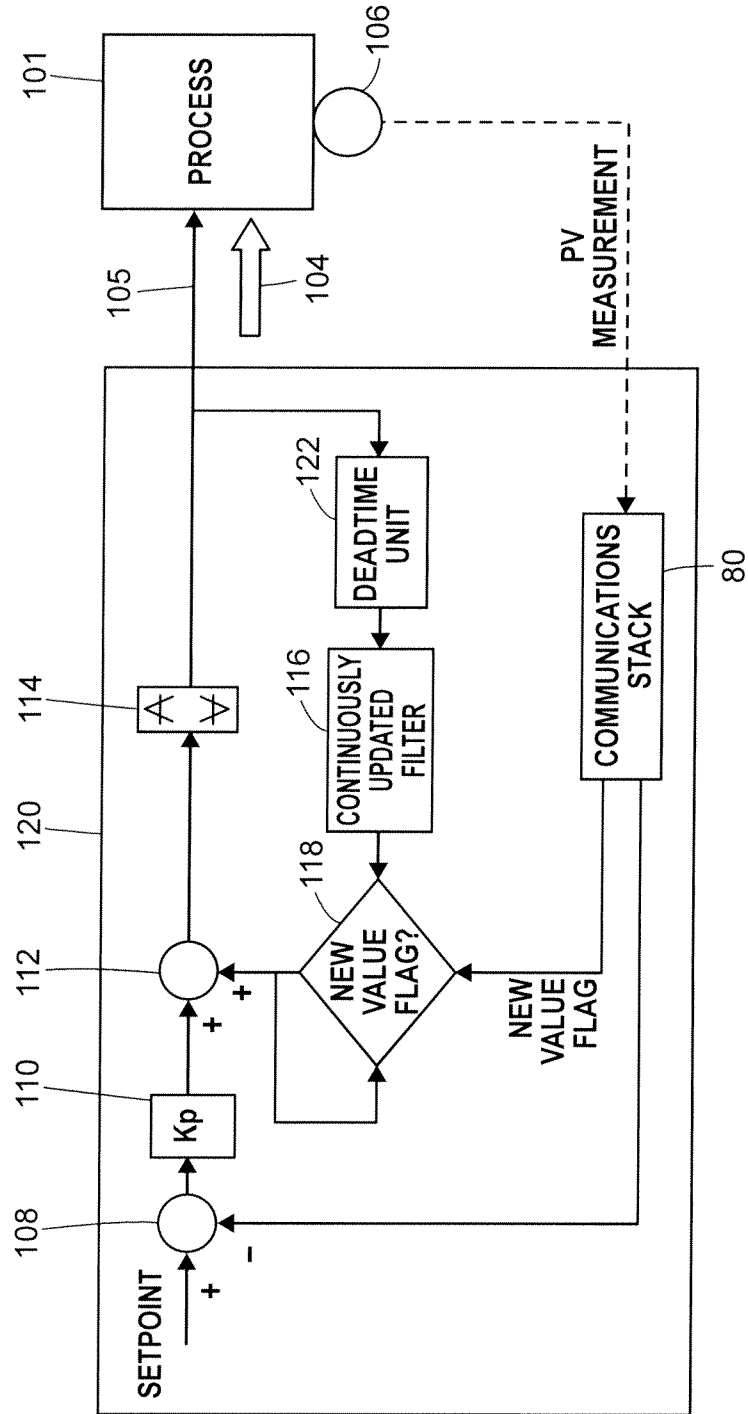 120
SETPOINT
+
−
108
Kp
110
+
+
112
114
105
104
PROCESS
101
106
NEW
VALUE
FLAG?
118
CONTINUOUSLY
UPDATED
FILTER
116
DEADTIME
UNIT
122
NEW
VALUE
FLAG
COMMUNICATIONS
STACK
80
PV
MEASUREMENT